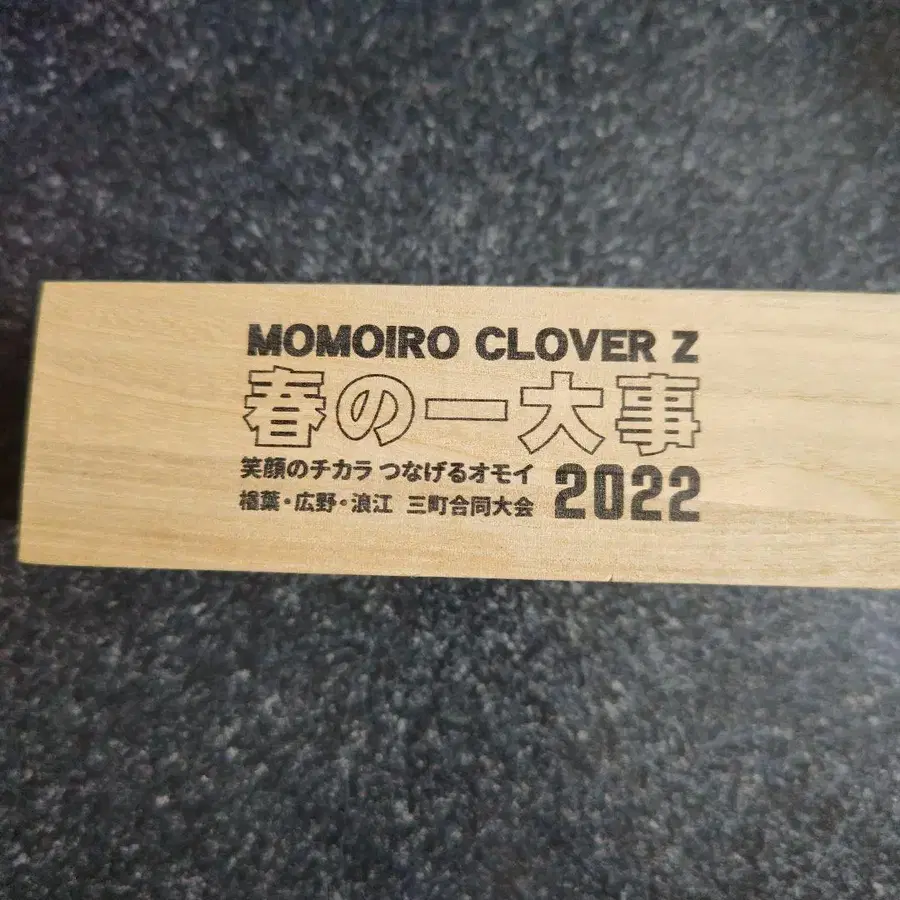 MOMOIRO CLOVER Z
春の一大事
笑顔のチカラ つなげるオモイ
楢葉・広野・浪江 三町合同大会
2022